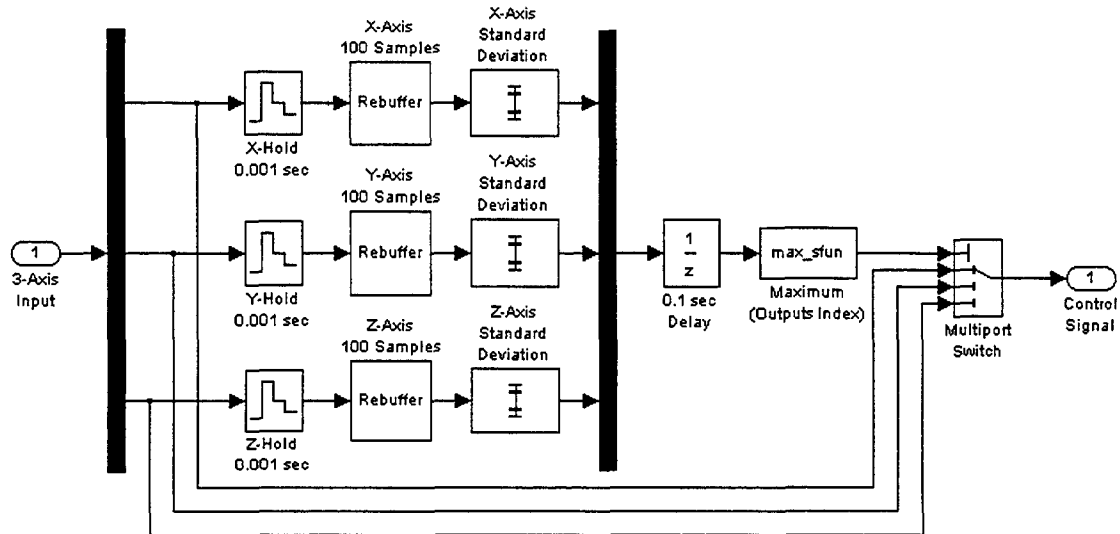 X-Axis
100 Samples
X-Axis
Standard
Deviation
Rebuffer
X-Hold
0.001 sec
Y-Axis
100 Samples
Y-Axis
Standard
Deviation
1
3-Axis
Input
Rebuffer
Y-Hold
0.001 sec
1
z
0.1 sec
Delay
max_sfun
Maximum
(Outputs Index)
Multiport
Switch
1
Control
Signal
Z-Axis
100 Samples
Z-Axis
Standard
Deviation
Rebuffer
Z-Hold
0.001 sec